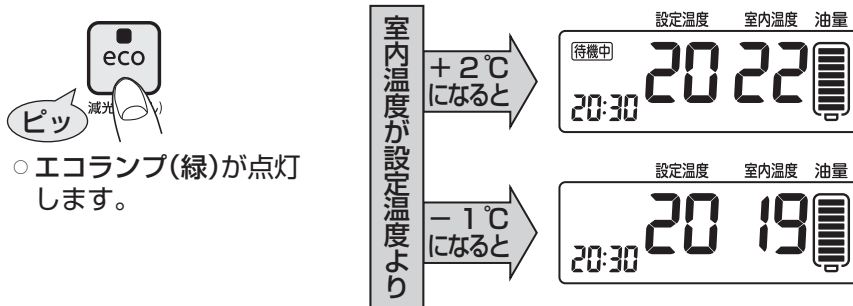 eco
ピッ
減光
○エコランプ(緑)が点灯
します。
室内温度が設定温度より
+2℃
になると
設定温度 室内温度 油量
待機中
20 22
20:30
-1℃
になると
設定温度 室内温度 油量
20 19
20:30